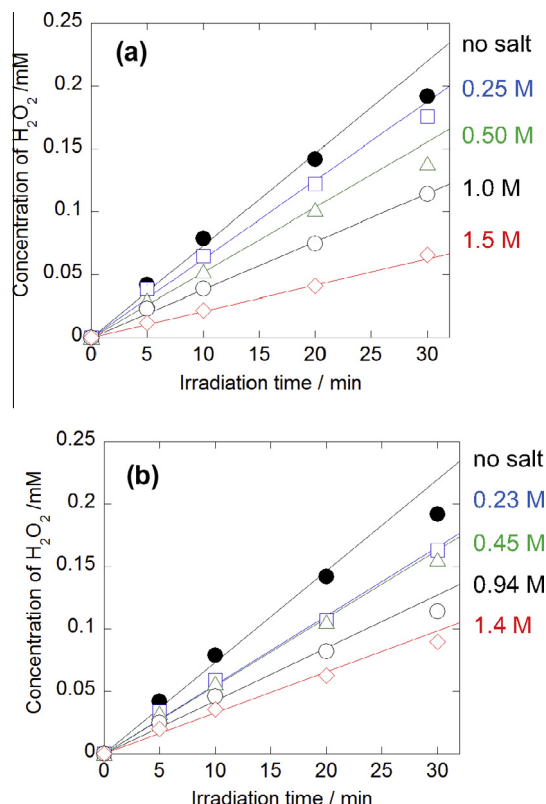 (a)
no salt
0.25 M
0.50 M
1.0 M
1.5 M
Concentration of H₂O₂ /mM
0.25
0.2
0.15
0.1
0.05
0
0 5 10 15 20 25 30
Irradiation time / min
(b)
no salt
0.23 M
0.45 M
0.94 M
1.4 M
Concentration of H₂O₂ /mM
0.25
0.2
0.15
0.1
0.05
0
0 5 10 15 20 25 30
Irradiation time / min